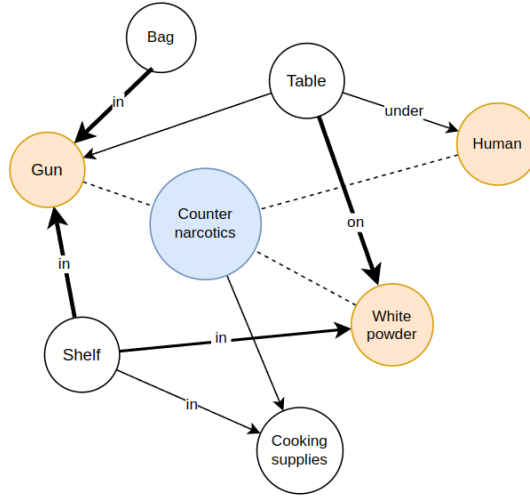 Bag
in
Table
under
Human
Gun
Counter
narcotics
on
in
White
powder
in
Shelf
in
Cooking
supplies